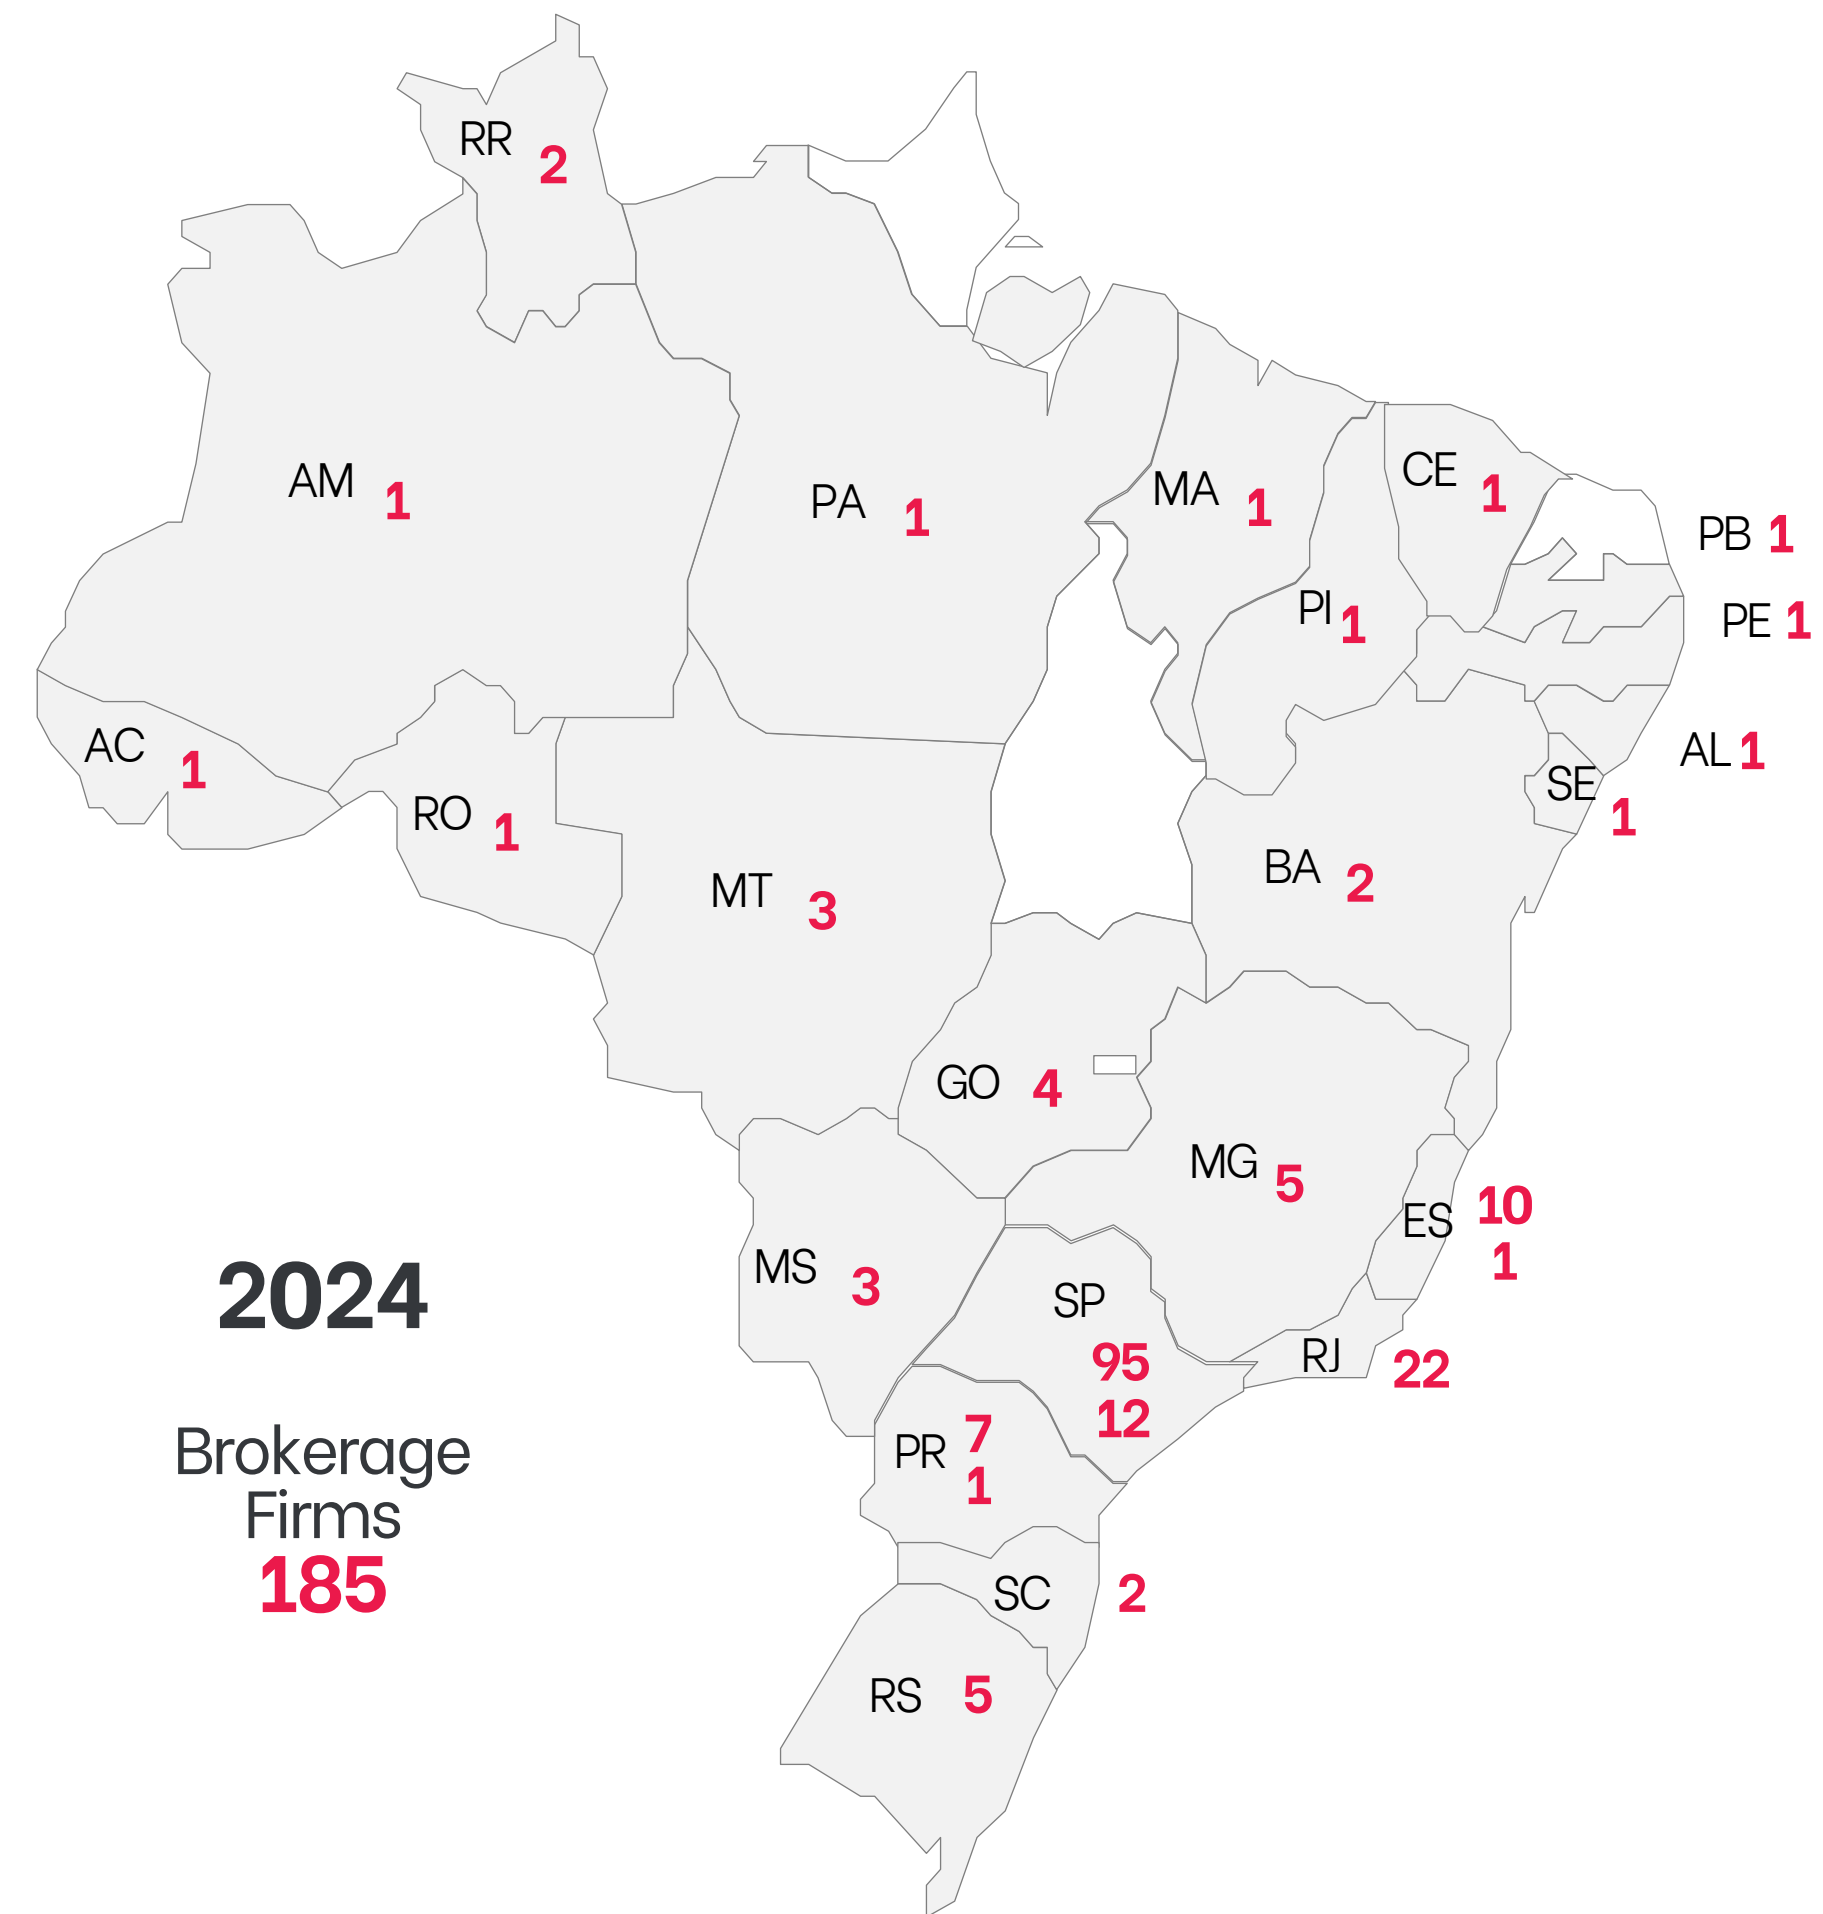 RR 2
AM 1
PA 1
MA 1
CE 1
PB 1
PI 1
PE 1
AC 1
AL 1
RO 1
SE 1
MT 3
BA 2
GO 4
MG 5
ES 10
1
MS 3
SP
95
12
RJ 22
PR 7
1
SC 2
RS 5
2024
Brokerage
Firms
185